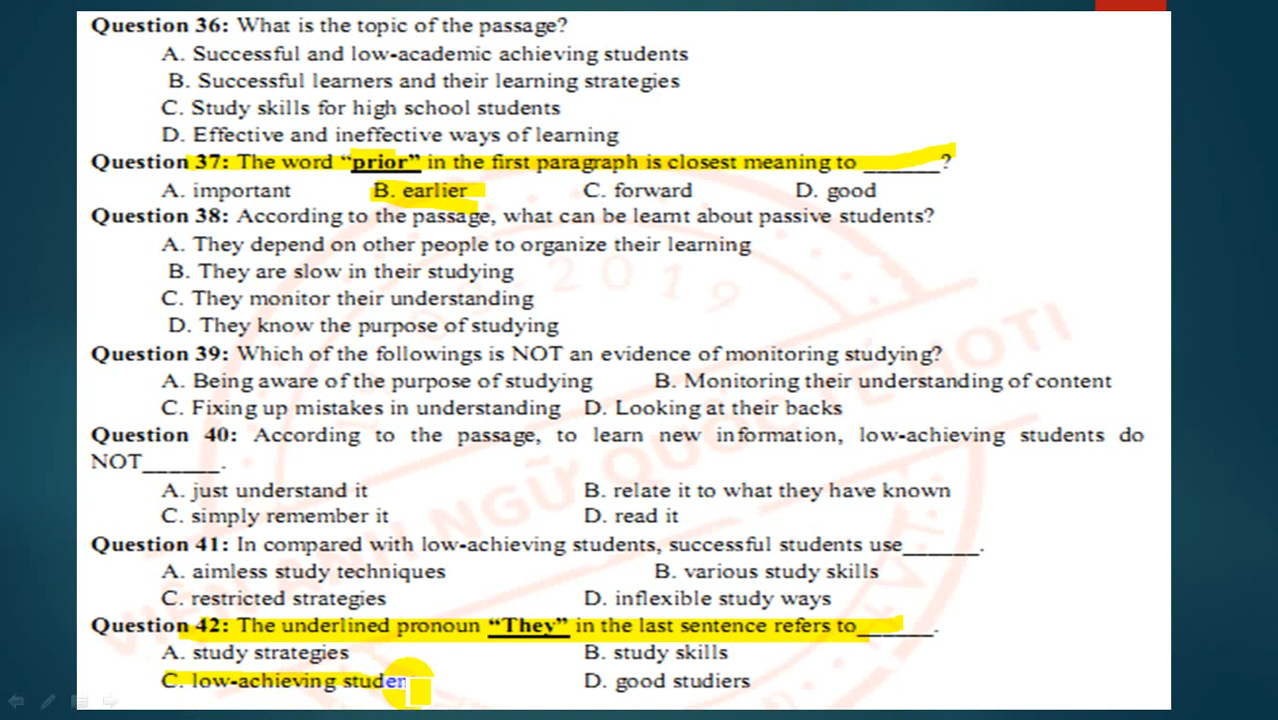 Question 36: What is the topic of the passage?
A. Successful and low-academic achieving students
B. Successful learners and their learning strategies
C. Study skills for high school students
D. Effective and ineffective ways of learning
Question 37: The word “prior” in the first paragraph is closest meaning to ______?
A. important B. earlier C. forward D. good
Question 38: According to the passage, what can be learnt about passive students?
A. They depend on other people to organize their learning
B. They are slow in their studying
C. They monitor their understanding
D. They know the purpose of studying
Question 39: Which of the followings is NOT an evidence of monitoring studying?
A. Being aware of the purpose of studying B. Monitoring their understanding of content
C. Fixing up mistakes in understanding D. Looking at their backs
Question 40: According to the passage, to learn new information, low-achieving students do
NOT______.
A. just understand it B. relate it to what they have known
C. simply remember it D. read it
Question 41: In compared with low-achieving students, successful students use______.
A. aimless study techniques B. various study skills
C. restricted strategies D. inflexible study ways
Question 42: The underlined pronoun “They” in the last sentence refers to______.
A. study strategies B. study skills
C. low-achieving studen D. good studiers
2019
VIỆN ANH NGỮ QUỐC TẾ NOTI